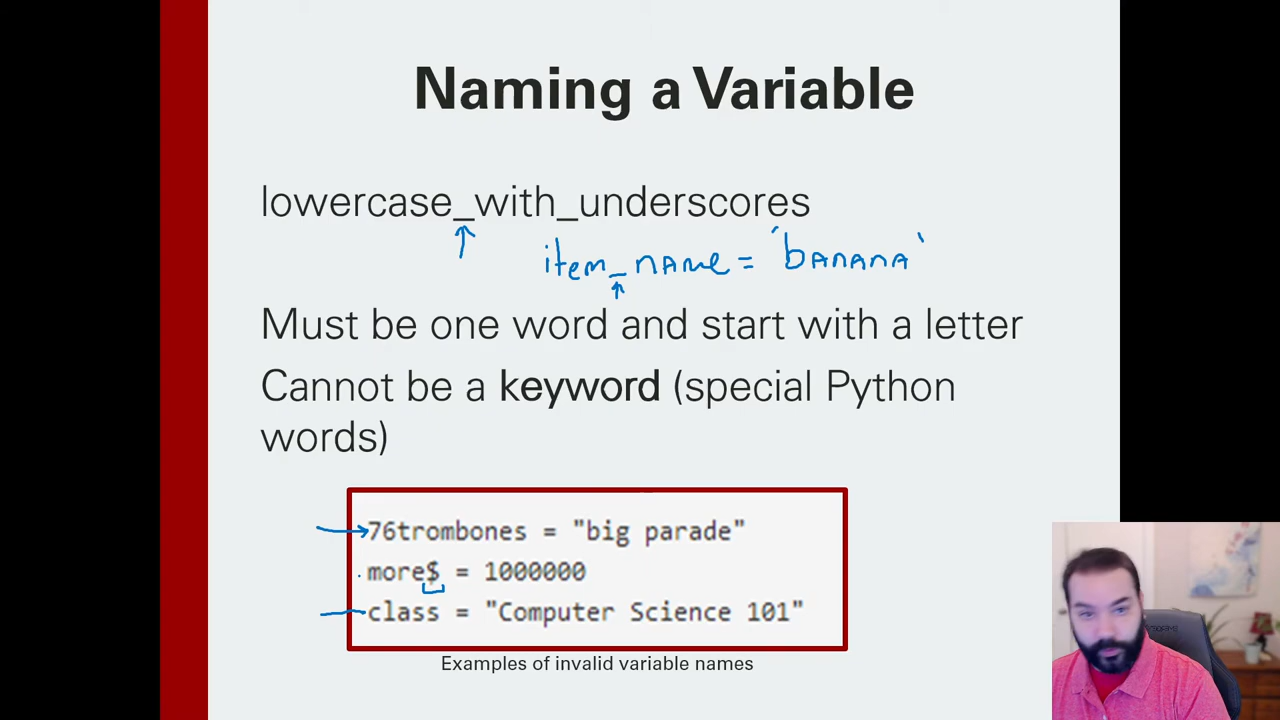 Naming a Variable
lowercase_with_underscores
item_name = 'banana'
Must be one word and start with a letter
Cannot be a keyword (special Python
words)
76trombones = "big parade"
more$ = 1000000
class = "Computer Science 101"
Examples of invalid variable names